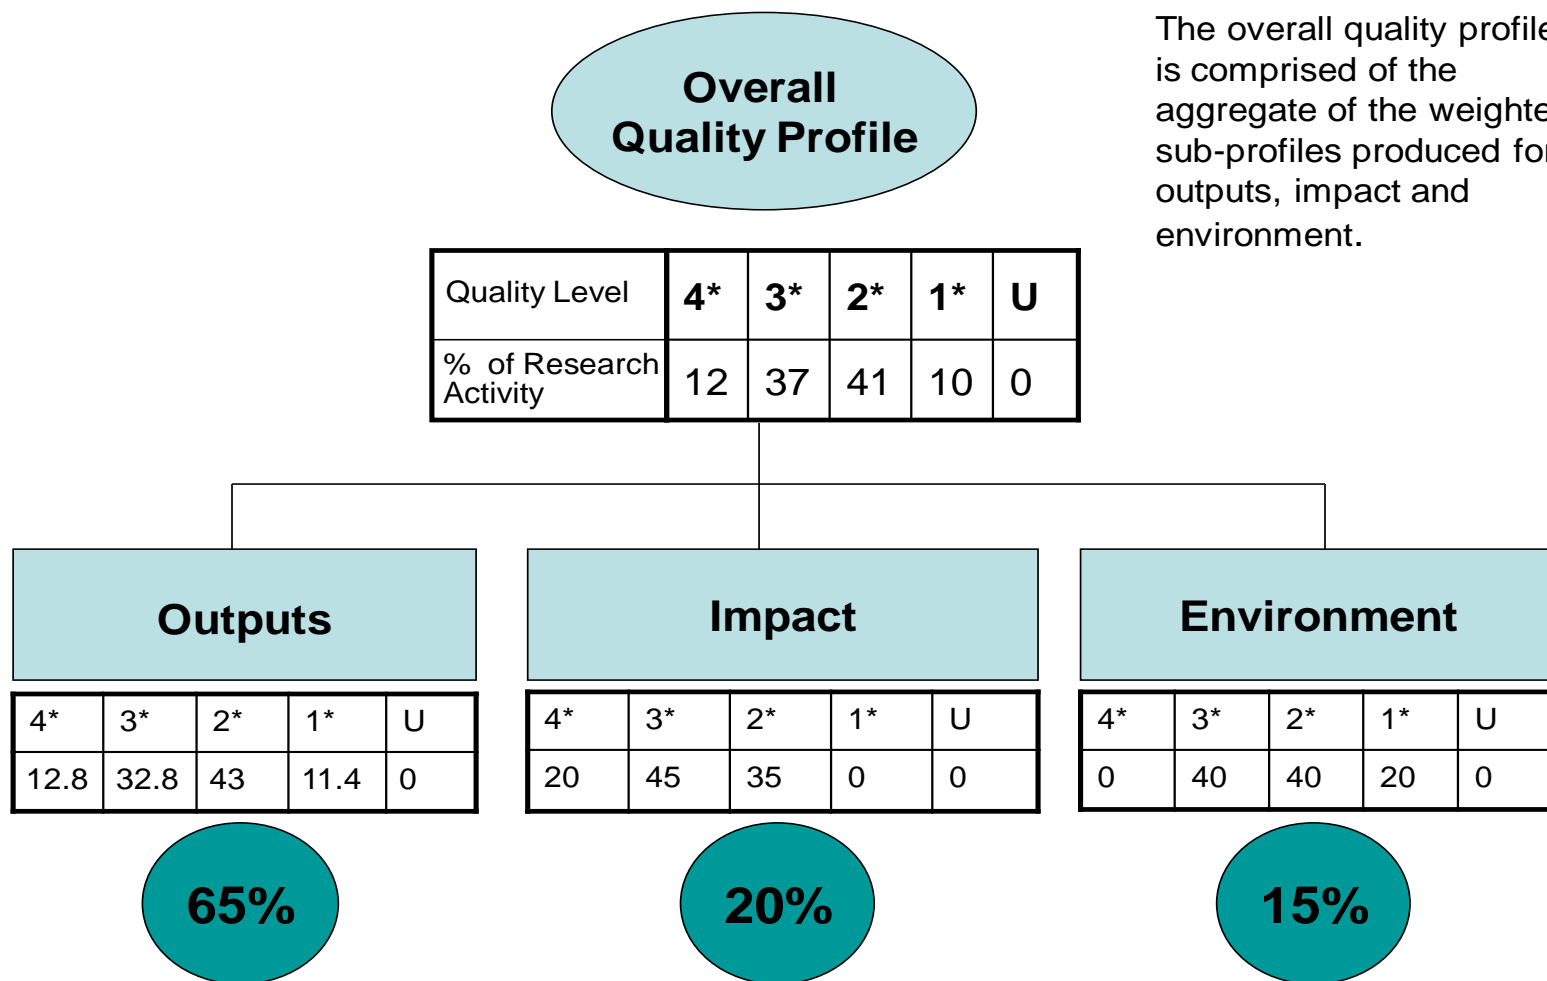 The overall quality profile
is comprised of the
aggregate of the weighte
sub-profiles produced for
outputs, impact and
environment.
Overall
Quality Profile
Quality Level 4* 3* 2* 1* U
% of Research
Activity 12 37 41 10 0
Outputs Impact Environment
4* 3* 2* 1* U 4* 3* 2* 1* U 4* 3* 2* 1* U
12.8 32.8 43 11.4 0 20 45 35 0 0 0 40 40 20 0
65% 20% 15%